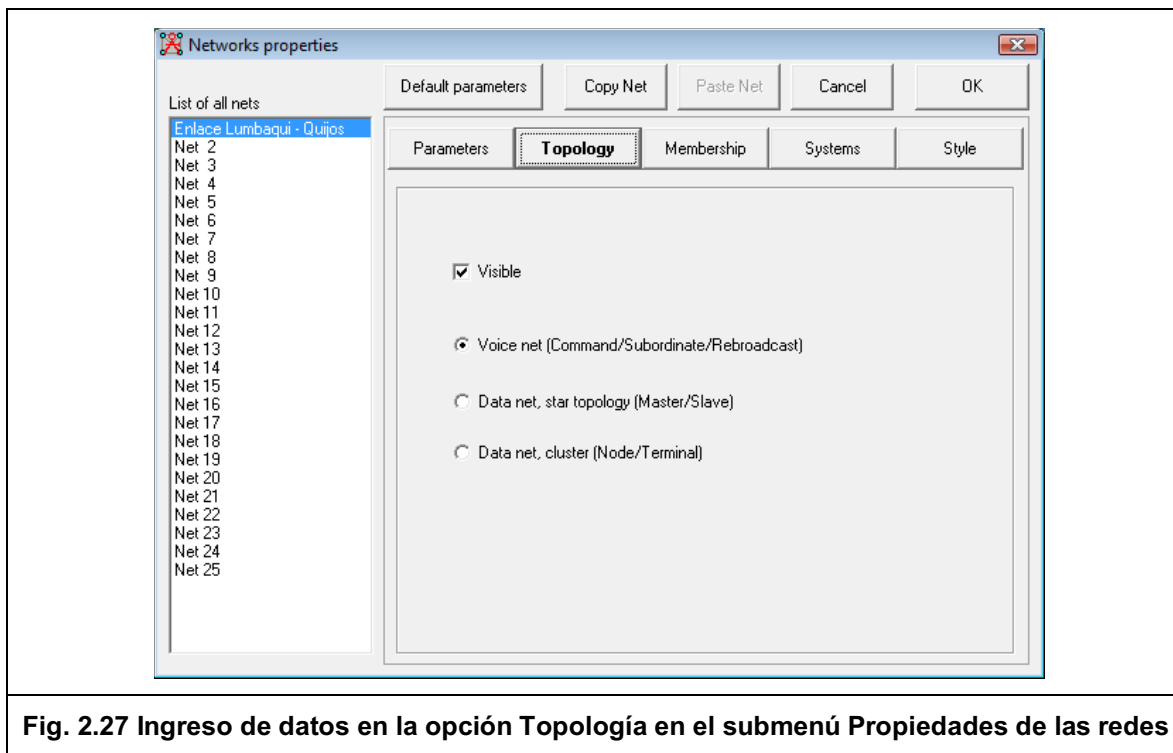 Networks properties
Default parameters
Copy Net
Paste Net
Cancel
OK
List of all nets
Enlace Lumbaqui - Quijos
Net 2
Net 3
Net 4
Net 5
Net 6
Net 7
Net 8
Net 9
Net 10
Net 11
Net 12
Net 13
Net 14
Net 15
Net 16
Net 17
Net 18
Net 19
Net 20
Net 21
Net 22
Net 23
Net 24
Net 25
Parameters
Topology
Membership
Systems
Style
Visible
Voice net (Command/Subordinate/Rebroadcast)
Data net, star topology (Master/Slave)
Data net, cluster (Node/Terminal)
Fig. 2.27 Ingreso de datos en la opción Topología en el submenú Propiedades de las redes